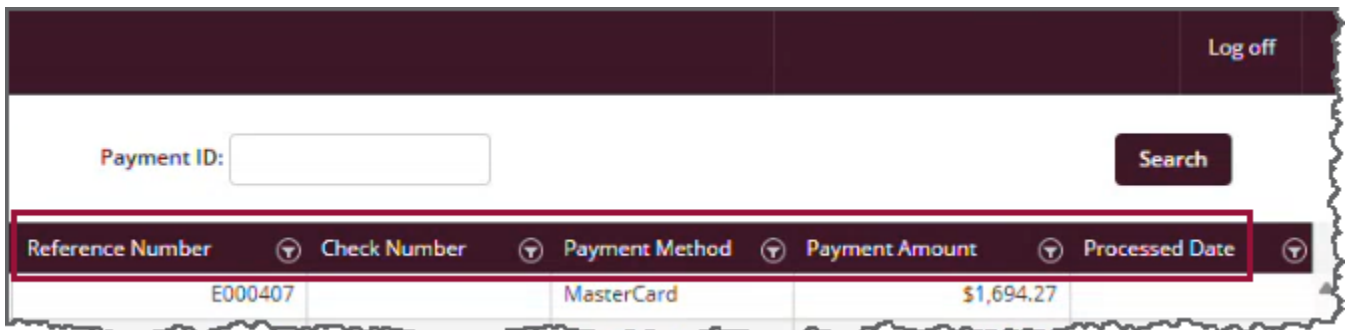 Log off
Payment ID:
Search
Reference Number Check Number Payment Method Payment Amount Processed Date
E000407 MasterCard $1,694.27